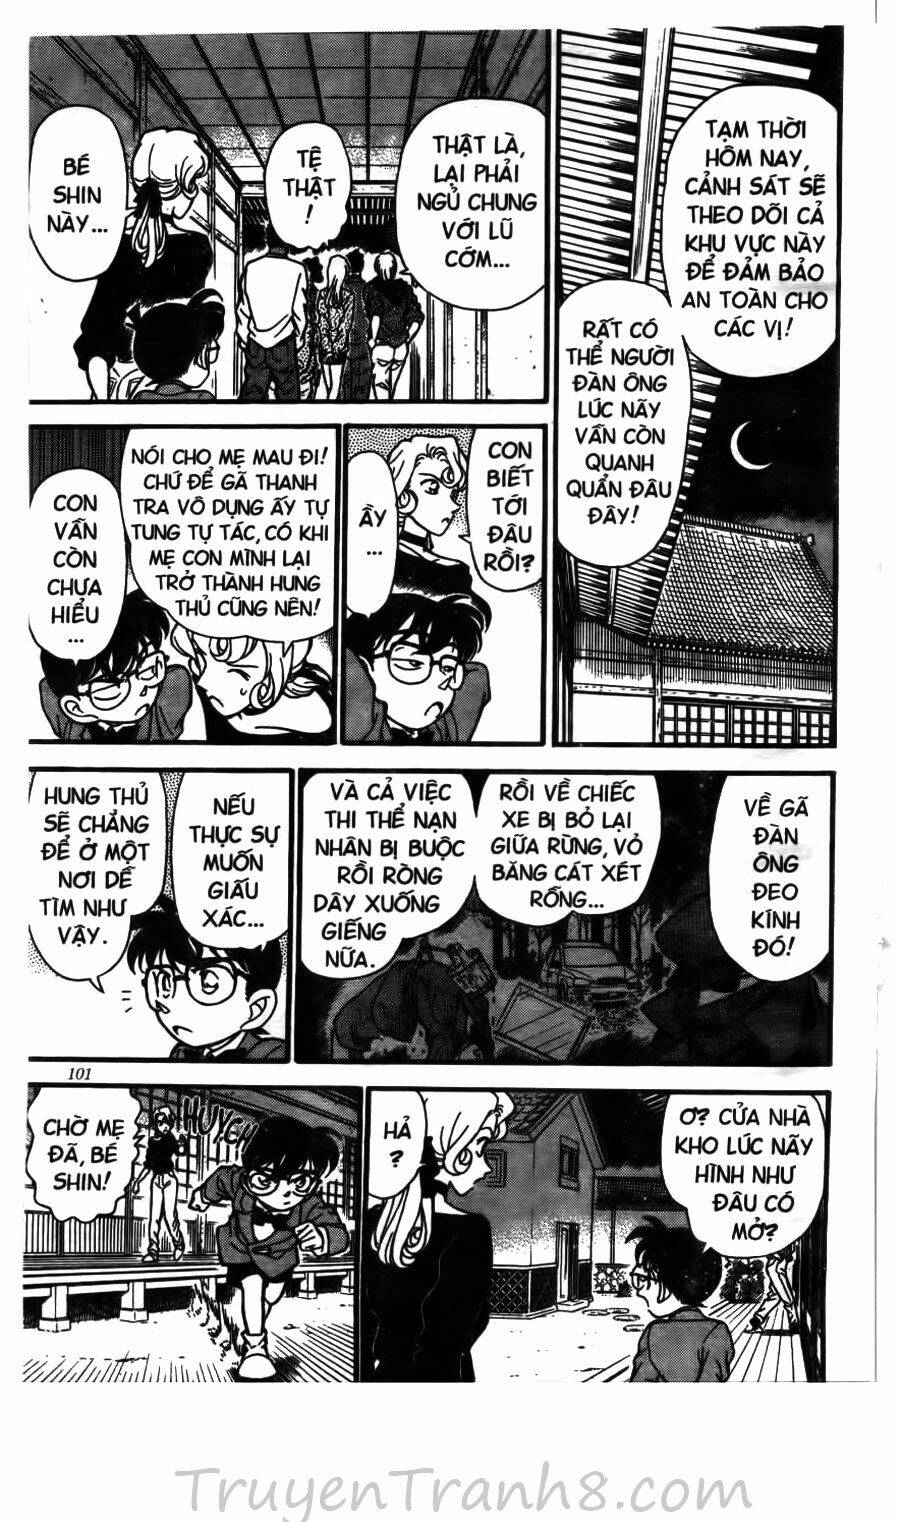 TẠM THỜI
HÔM NAY,
CẢNH SÁT SẼ
THEO DÕI CẢ
KHU VỰC NÀY
ĐỂ ĐẢM BẢO
AN TOÀN CHO
CÁC VỊ!
RẤT CÓ
THỂ NGƯỜI
ĐÀN ÔNG
LÚC NÃY
VẪN CÒN
QUANH
QUẨN ĐÂU
ĐÂY!
THẬT LÀ,
LẠI PHẢI
NGỦ CHUNG
VỚI LŨ
CỚM...
TỆ
THẬT
!
BÉ
SHIN
NÀY...
CON
BIẾT
TỚI
ĐÂU
RỒI?
ẦY
...
NÓI CHO MẸ MAU ĐI!
CHỨ ĐỂ GÃ THANH
TRA VÔ DỤNG ẤY TỰ
TUNG TỰ TÁC, CÓ KHI
MẸ CON MÌNH LẠI
TRỞ THÀNH HUNG
THỦ CŨNG NÊN!
CON
VẪN
CÒN
CHƯA
HIỂU
...
VỀ GÃ
ĐÀN
ÔNG
ĐEO
KÍNH
ĐÓ!
RỒI VỀ CHIẾC
XE BỊ BỎ LẠI
GIỮA RỪNG, VỎ
BĂNG CÁT XÉT
RỖNG...
VÀ CẢ VIỆC
THI THỂ NẠN
NHÂN BỊ BUỘC
RỒI RÒNG
DÂY XUỐNG
GIẾNG
NỮA.
NẾU
THỰC SỰ
MUỐN
GIẤU
XÁC...
HUNG THỦ
SẼ CHẲNG
ĐỂ Ở MỘT
NƠI DỄ
TÌM NHƯ
VẬY.
101
Ơ? CỬA NHÀ
KHO LÚC NÃY
HÌNH NHƯ
ĐÂU CÓ
MỞ?
HẢ
?
HUỴCH
CHỜ MẸ
ĐÃ, BÉ
SHIN!
TruyenTranh8.com